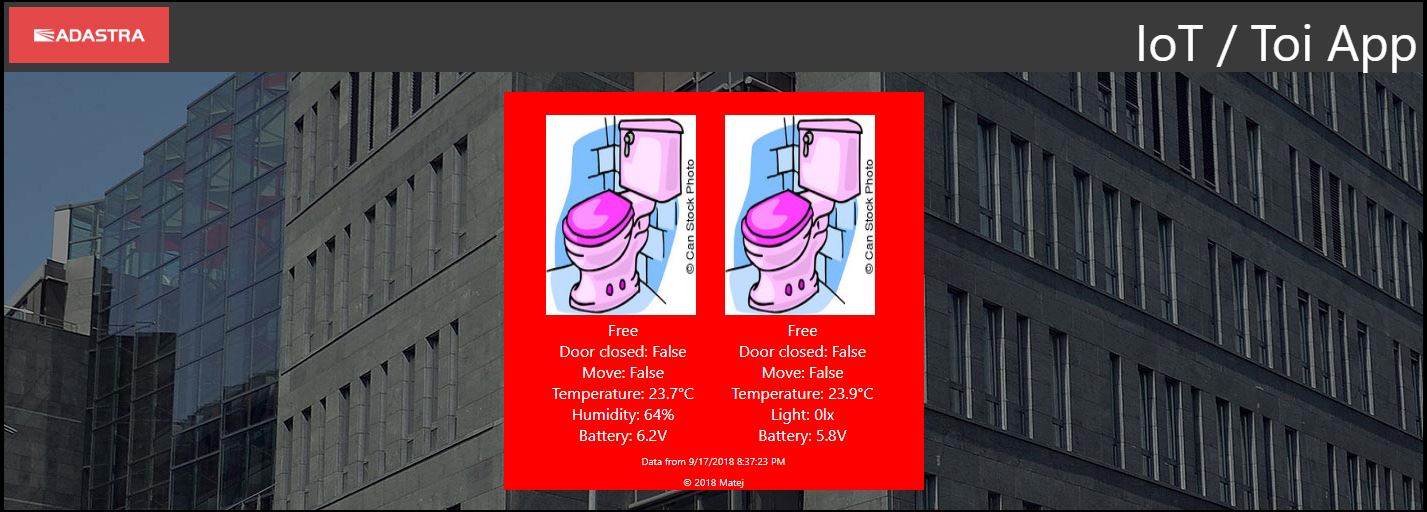 ADASTRA
IoT / Toi App
© Can Stock Photo
© Can Stock Photo
Free
Door closed: False
Move: False
Temperature: 23.7°C
Humidity: 64%
Battery: 6.2V
Free
Door closed: False
Move: False
Temperature: 23.9°C
Light: 0lx
Battery: 5.8V
Data from 9/17/2018 8:37:23 PM
© 2018 Matej